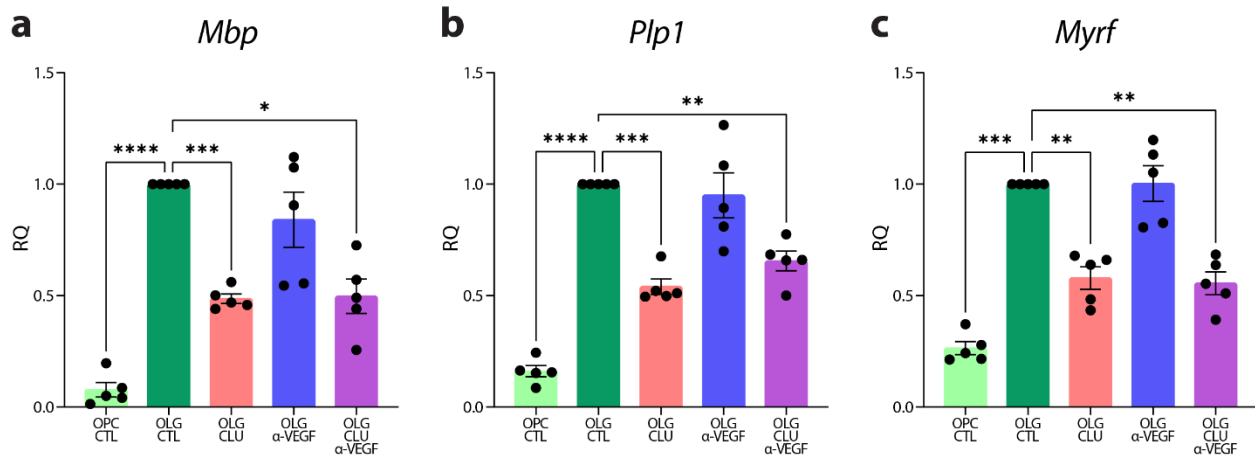 a
Mbp
RQ
1.5
1.0
0.5
0.0
*
**** ***
OPC CTL
OLG CTL
OLG CLU
OLG α-VEGF
OLG CLU α-VEGF
b
Plp1
RQ
1.5
1.0
0.5
0.0
**
**** ***
OPC CTL
OLG CTL
OLG CLU
OLG α-VEGF
OLG CLU α-VEGF
c
Myrf
RQ
1.5
1.0
0.5
0.0
**
*** **
OPC CTL
OLG CTL
OLG CLU
OLG α-VEGF
OLG CLU α-VEGF